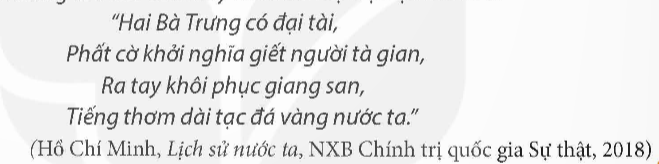 “Hai Bà Trưng có đại tài,
Phất cờ khởi nghĩa giết người tà gian,
Ra tay khôi phục giang san,
Tiếng thơm dài tạc đá vàng nước ta.”
(Hồ Chí Minh, Lịch sử nước ta, NXB Chính trị quốc gia Sự thật, 2018)